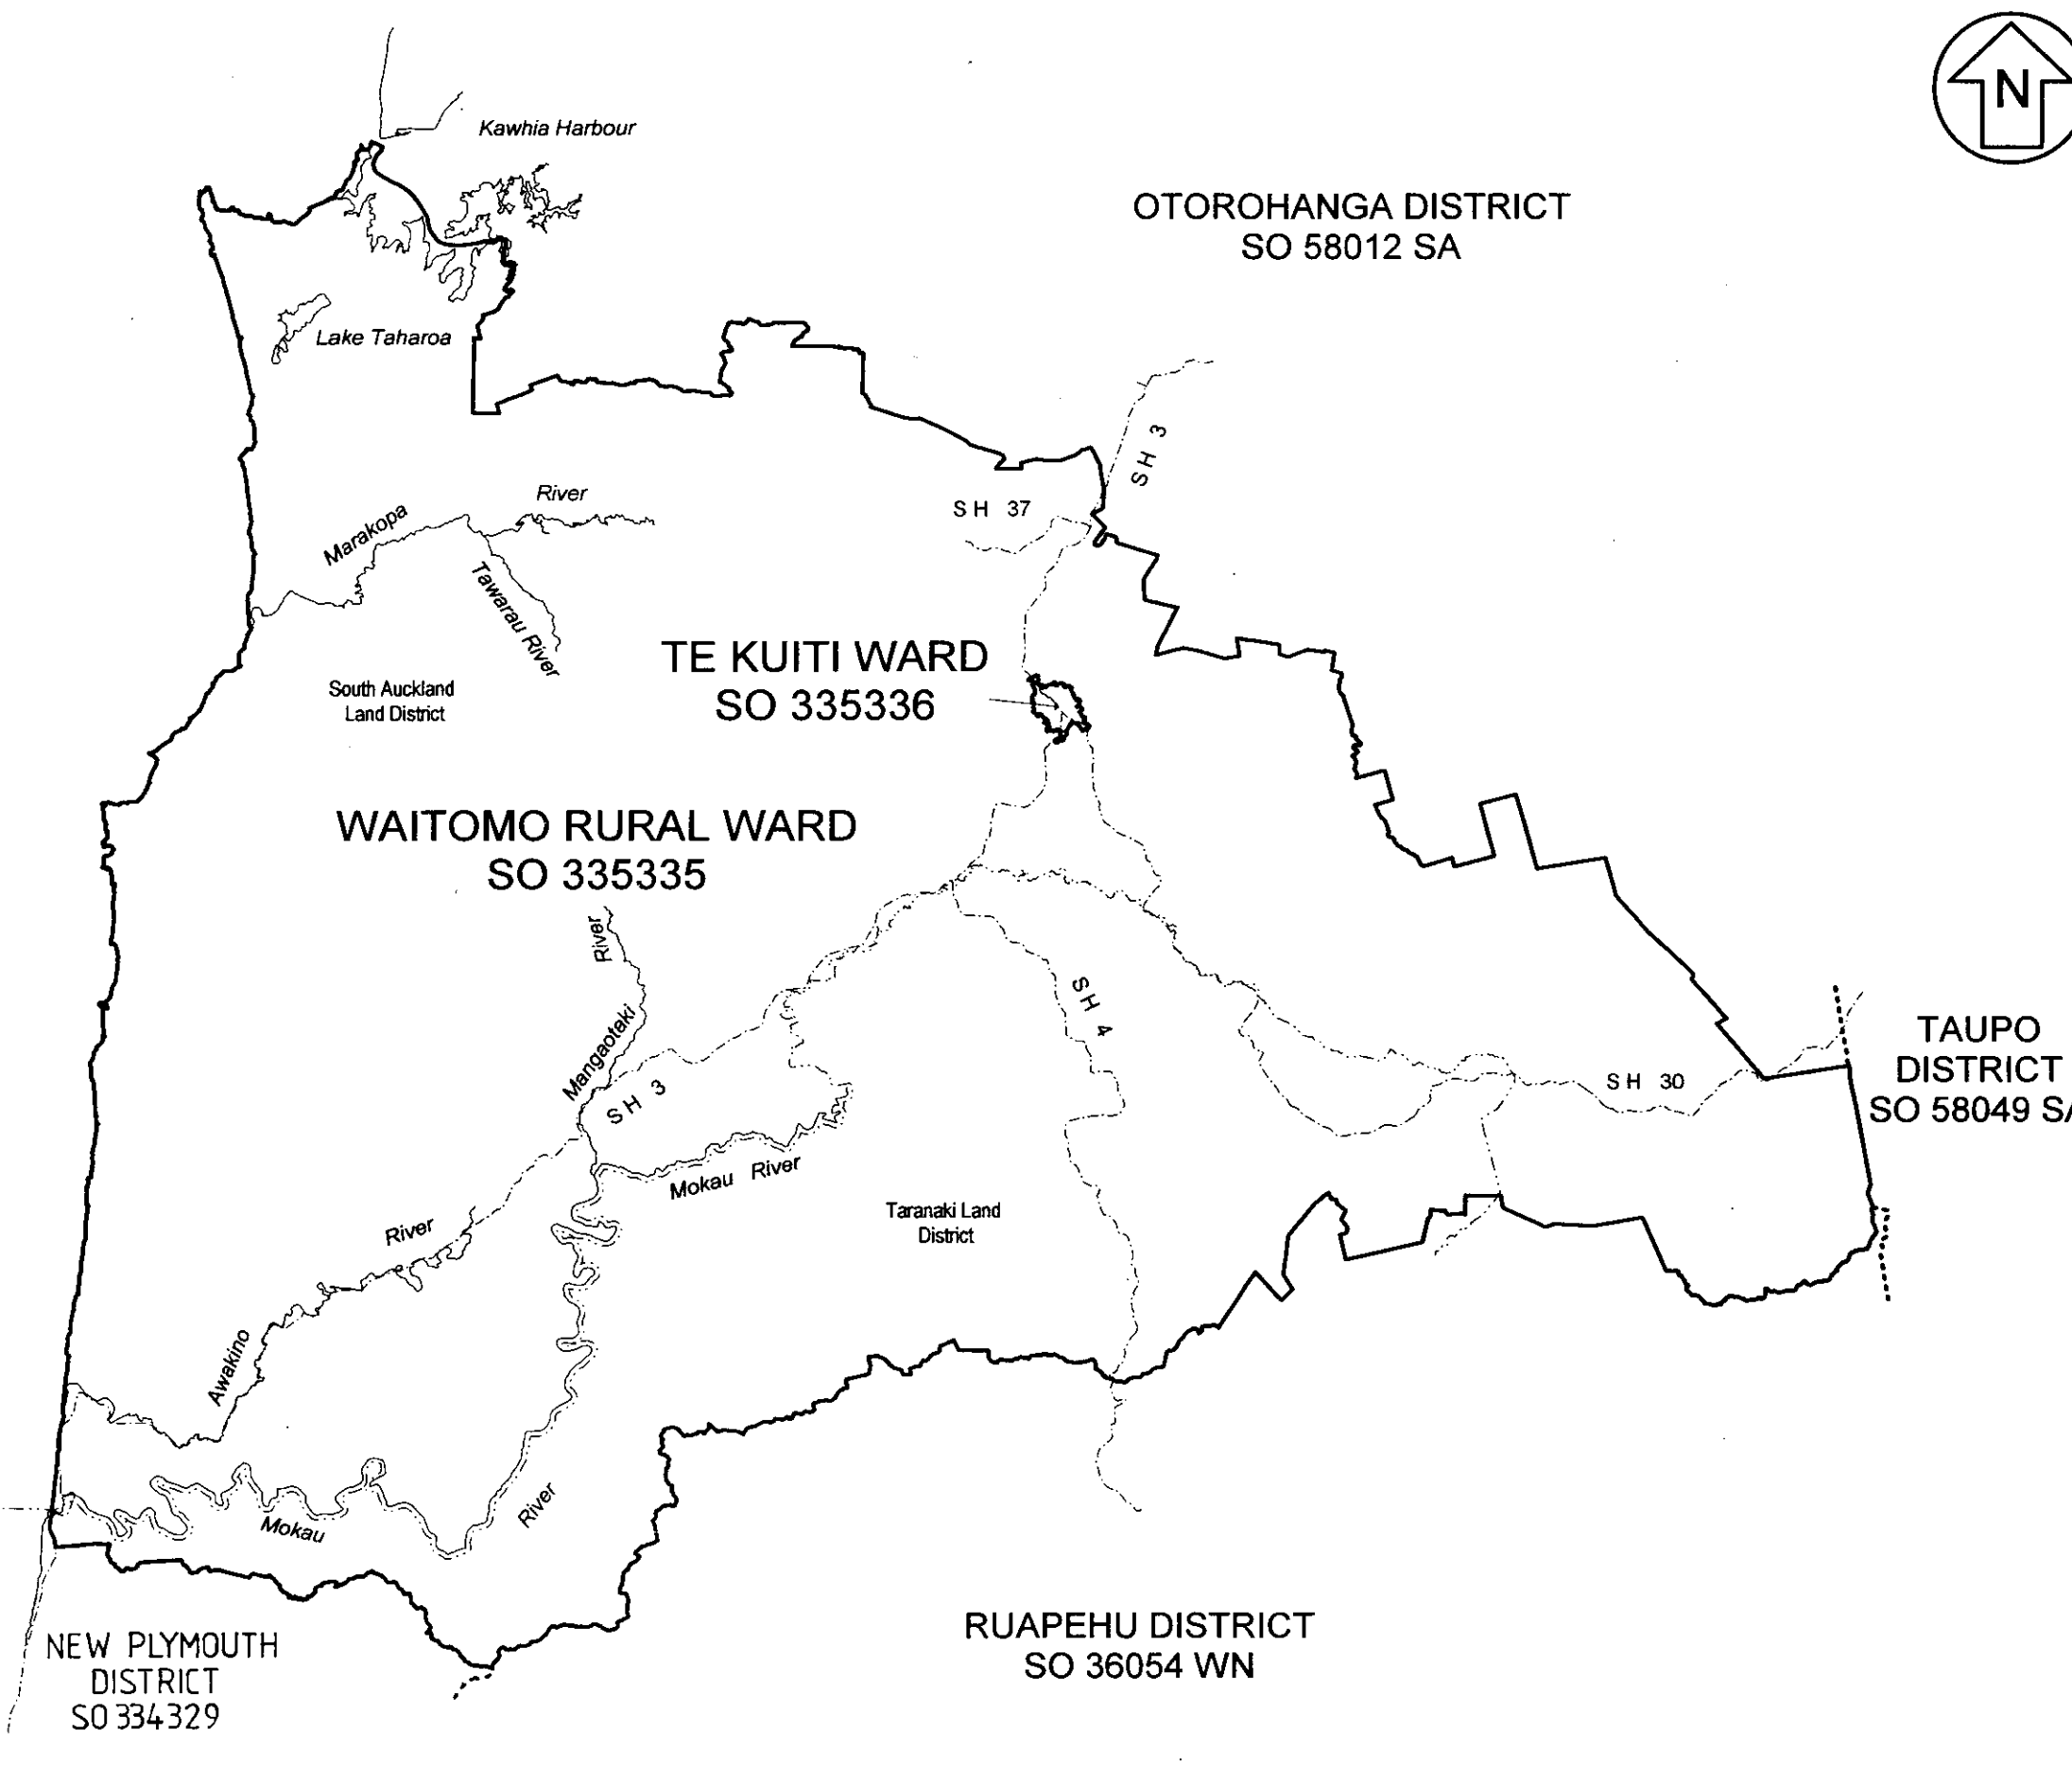 N
Kawhia Harbour
OTOROHANGA DISTRICT
SO 58012 SA
Lake Taharoa
SH 3
River
SH 37
Marakopa
Tawarau River
TE KUITI WARD
SO 335336
South Auckland
Land District
WAITOMO RURAL WARD
SO 335335
River
SH 4
Mangaotaki
TAUPO
DISTRICT
SO 58049 SA
SH 30
SH 3
Mokau River
Taranaki Land
District
River
Awakino
River
Mokau
NEW PLYMOUTH
DISTRICT
SO 334329
RUAPEHU DISTRICT
SO 36054 WN